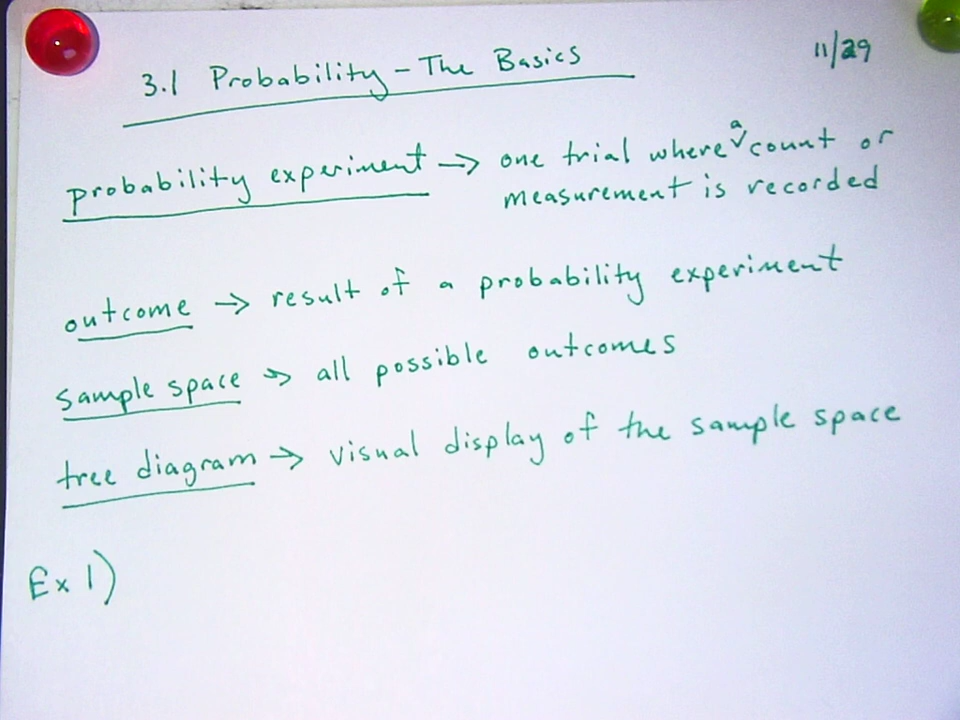 3.1 Probability - The Basics
11/29
probability experiment → one trial where a count or
measurement is recorded
outcome → result of a probability experiment
sample space → all possible outcomes
tree diagram → visual display of the sample space
Ex 1)